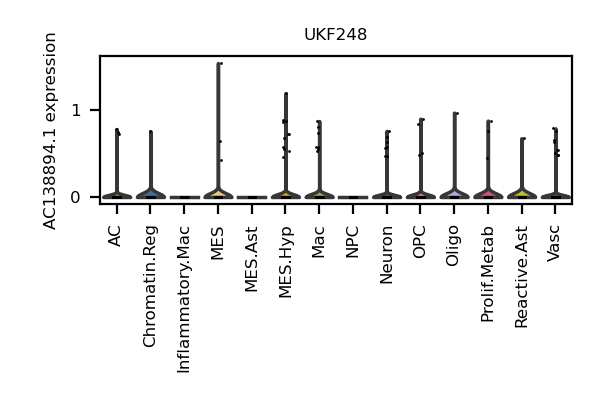 UKF248
AC138894.1 expression
1
0
AC
Chromatin.Reg
Inflammatory.Mac
MES
MES.Ast
MES.Hyp
Mac
NPC
Neuron
OPC
Oligo
Prolif.Metab
Reactive.Ast
Vasc